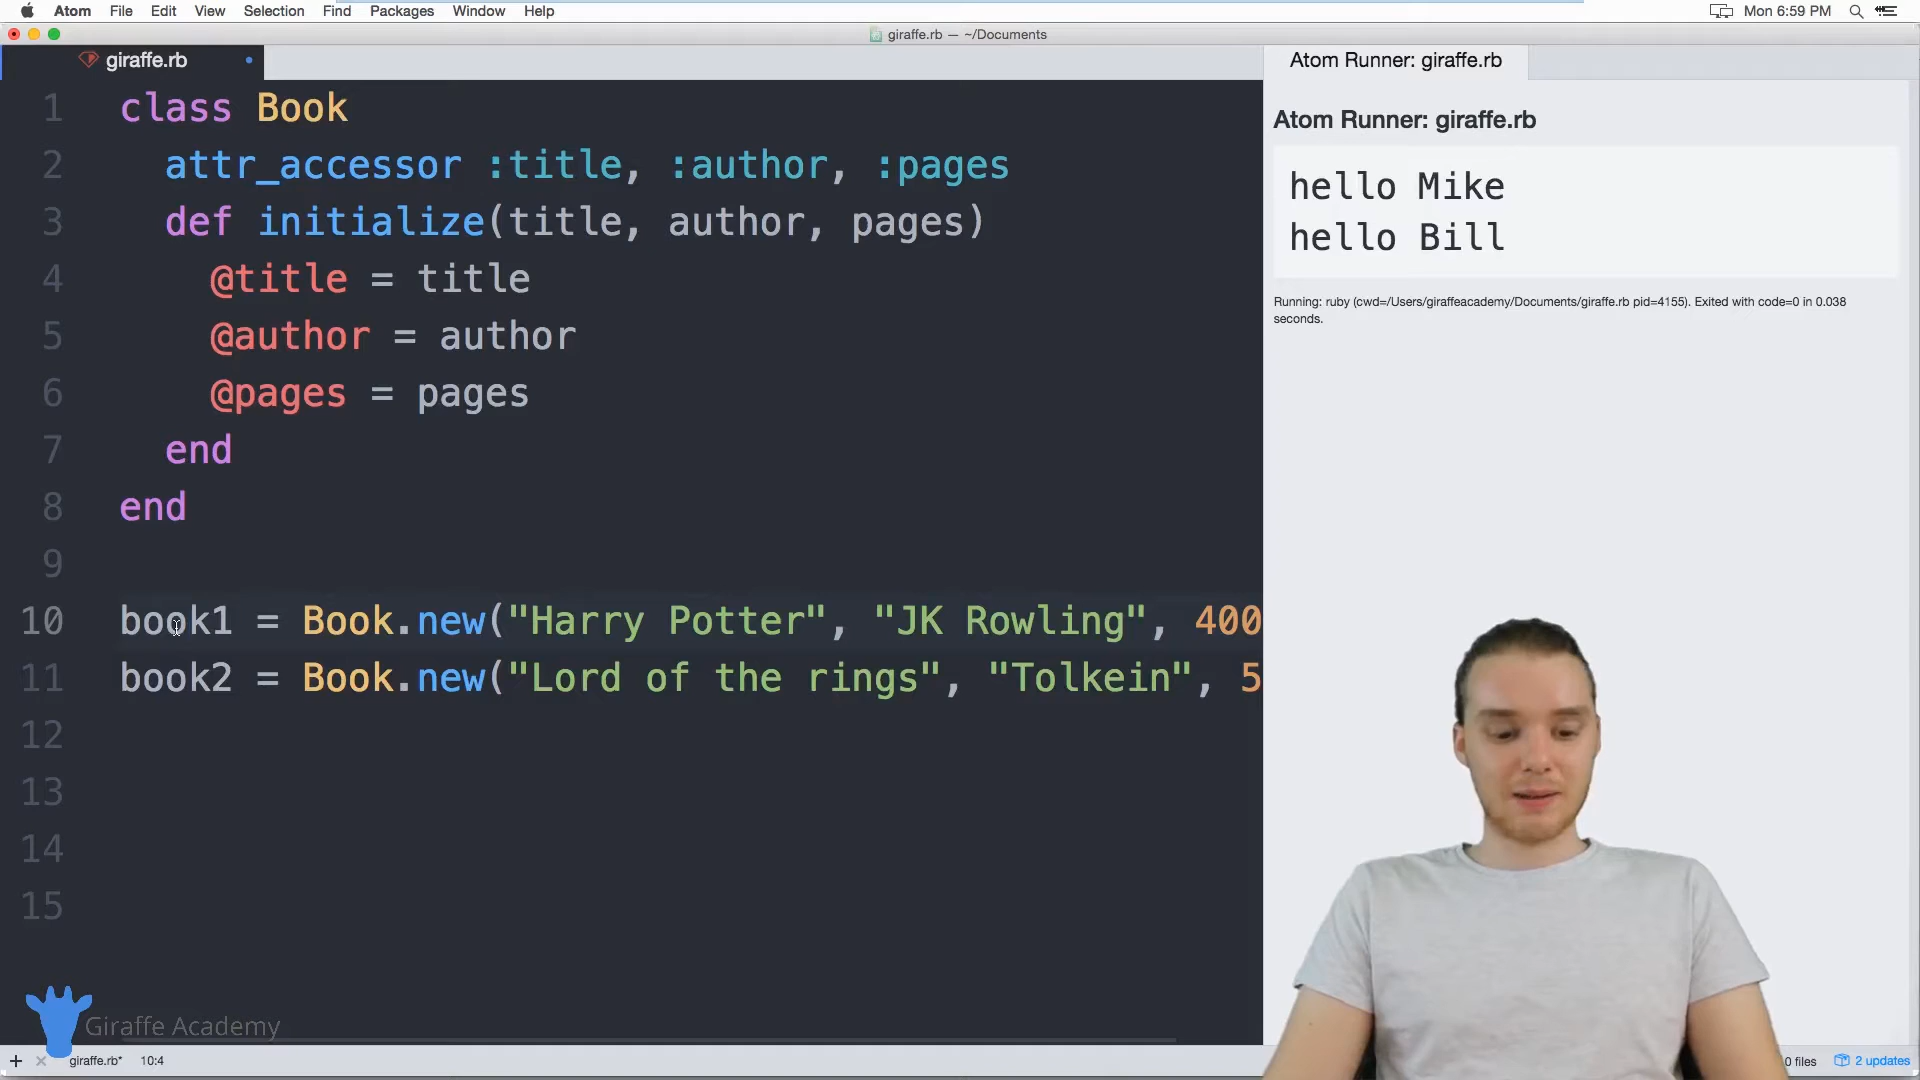 Atom File Edit View Selection Find Packages Window Help Mon 6:59 PM
giraffe.rb — ~/Documents
giraffe.rb
Atom Runner: giraffe.rb
1 class Book
2 attr_accessor :title, :author, :pages
3 def initialize(title, author, pages)
4 @title = title
5 @author = author
6 @pages = pages
7 end
8 end
9
10 book1 = Book.new("Harry Potter", "JK Rowling", 400
11 book2 = Book.new("Lord of the rings", "Tolkein", 5
12
13
14
15
Atom Runner: giraffe.rb
hello Mike
hello Bill
Running: ruby (cwd=/Users/giraffeacademy/Documents/giraffe.rb pid=4155). Exited with code=0 in 0.038
seconds.
Giraffe Academy
giraffe.rb* 10:4
0 files 2 updates